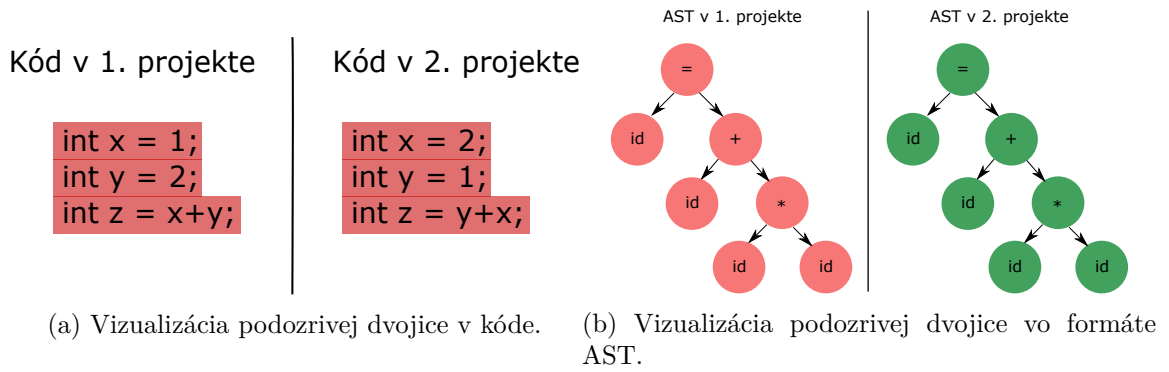 Kód v 1. projekte
int x = 1;
int y = 2;
int z = x+y;
Kód v 2. projekte
int x = 2;
int y = 1;
int z = y+x;
(a) Vizualizácia podozrivej dvojice v kóde.
AST v 1. projekte
=
id
+
id
*
id
id
AST v 2. projekte
=
id
+
id
*
id
id
(b) Vizualizácia podozrivej dvojice vo formáte
AST.